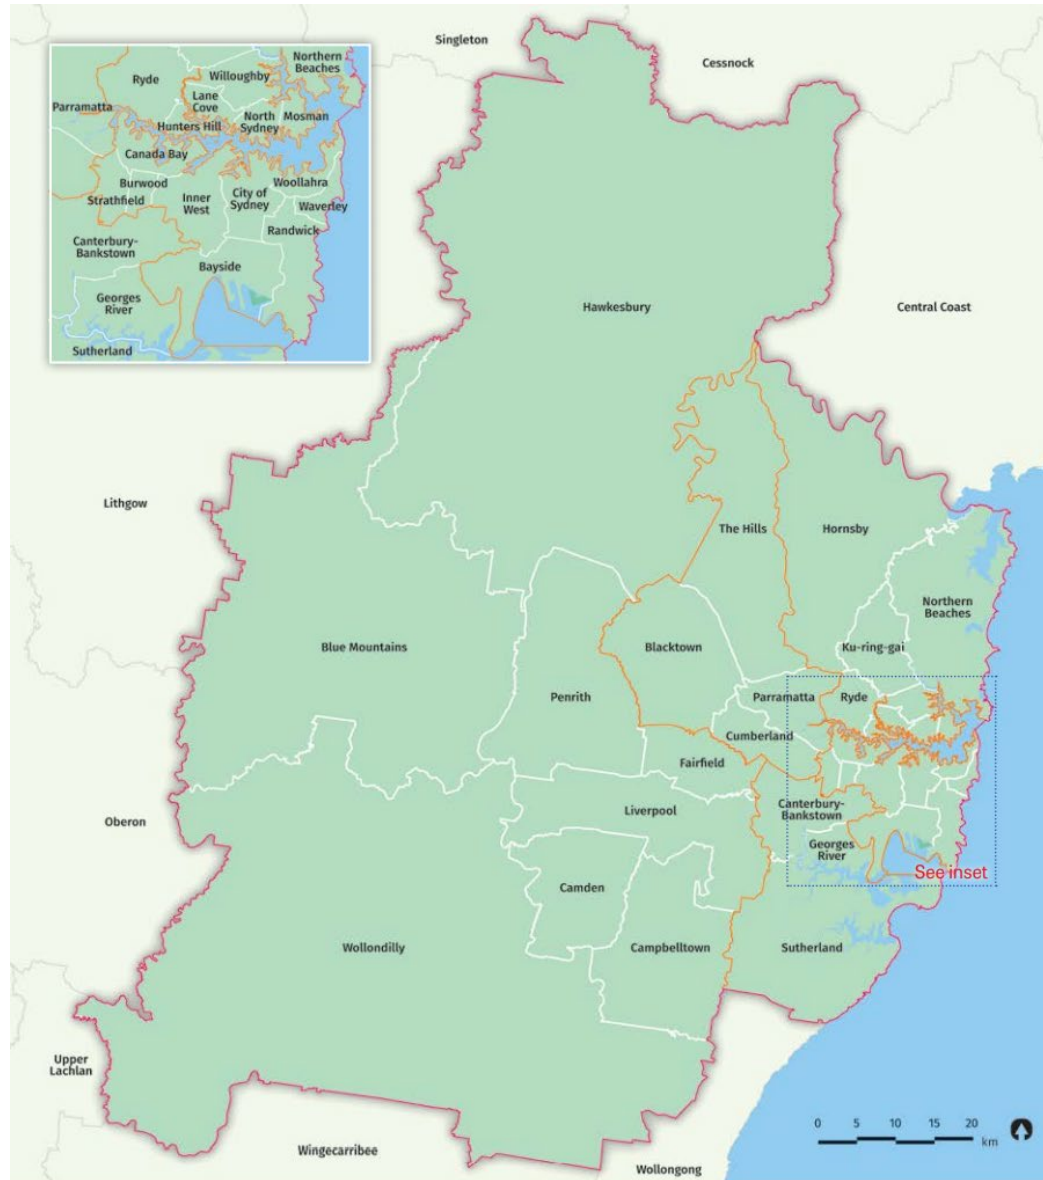 Singleton
Cessnock
Northern
Beaches
Ryde
Willoughby
Lane
Cove
Parramatta
North
Sydney
Mosman
Hunters Hill
Canada Bay
Burwood
Strathfield
Inner
West
City of
Sydney
Woollahra
Waverley
Randwick
Canterbury-
Bankstown
Bayside
Georges
River
Sutherland
Hawkesbury
Central Coast
Lithgow
The Hills
Hornsby
Northern
Beaches
Blue Mountains
Blacktown
Ku-ring-gai
Penrith
Parramatta
Ryde
Cumberland
Fairfield
Liverpool
Canterbury-
Bankstown
Oberon
Georges
River
See inset
Camden
Wollondilly
Campbelltown
Sutherland
Upper
Lachlan
Wingecarribee
Wollongong
0 5 10 15 20
km